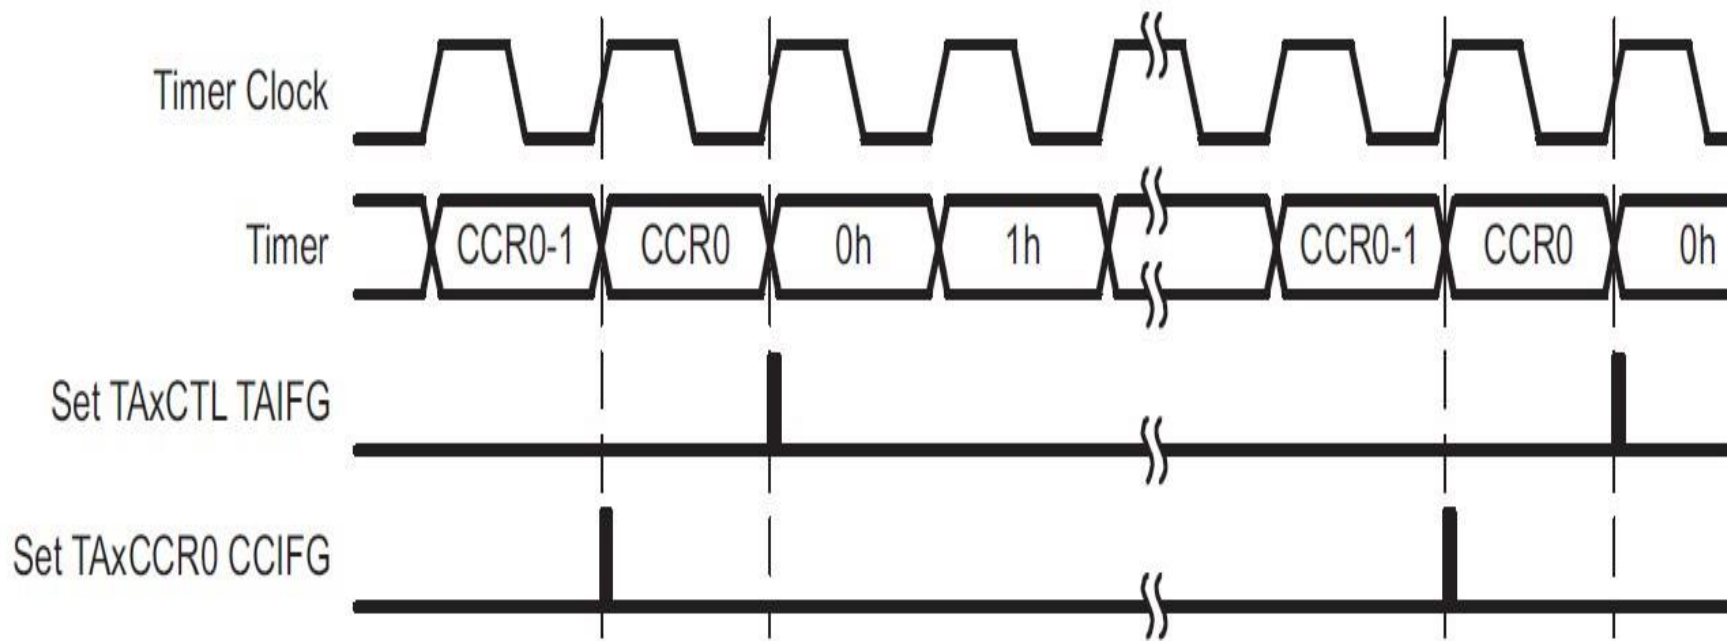 Timer Clock
Timer CCR0-1 CCR0 0h 1h CCR0-1 CCR0 0h
Set TAxCTL TAIFG
Set TAxCCR0 CCIFG